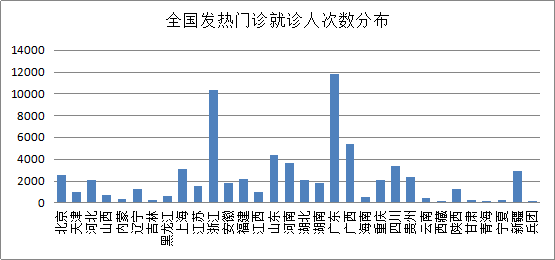 全国发热门诊就诊人次数分布
14000
12000
10000
8000
6000
4000
2000
0
北京
天津
河北
山西
内蒙
辽宁
吉林
黑龙江
上海
江苏
浙江
安徽
福建
江西
山东
河南
湖北
湖南
广东
广西
海南
重庆
四川
贵州
云南
西藏
陕西
甘肃
青海
宁夏
新疆
兵团